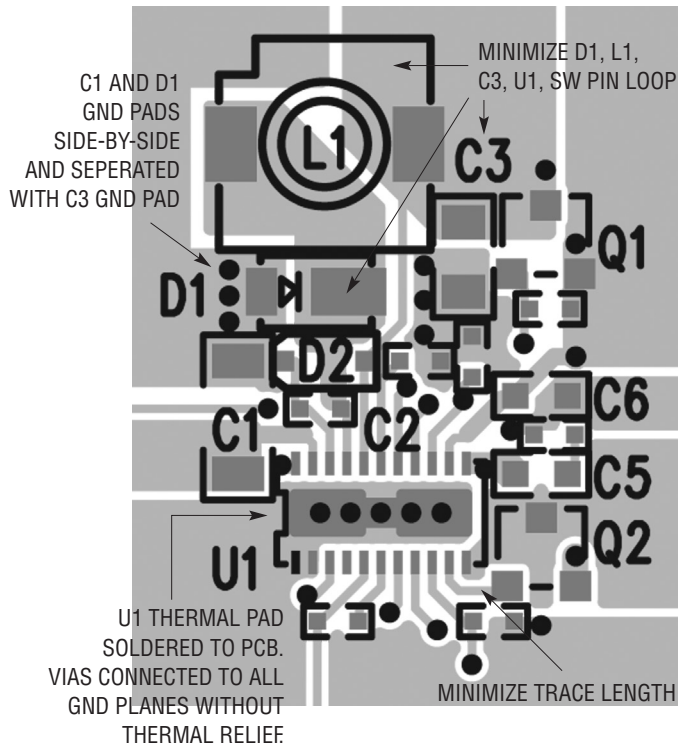 MINIMIZE D1, L1,
C3, U1, SW PIN LOOP
C1 AND D1
GND PADS
SIDE-BY-SIDE
AND SEPERATED
WITH C3 GND PAD
L1
C3
Q1
D1
D2
C6
C1
C2
C5
Q2
U1
U1 THERMAL PAD
SOLDERED TO PCB.
VIAS CONNECTED TO ALL
GND PLANES WITHOUT
THERMAL RELIEF.
MINIMIZE TRACE LENGTH